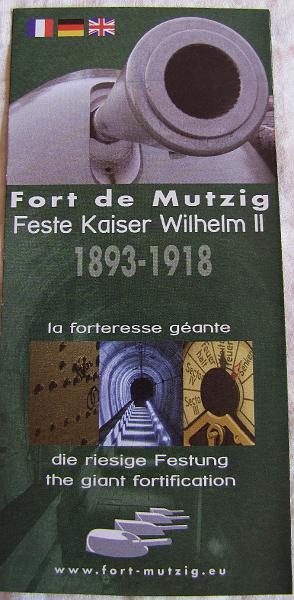 Fort de Mutzig
Feste Kaiser Wilhelm II
1893-1918
la forteresse géante
die riesige Festung
the giant fortification
www.fort-mutzig.eu